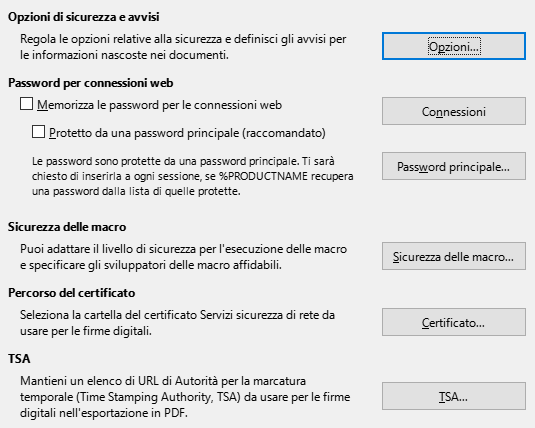 Opzioni di sicurezza e avvisi
Regola le opzioni relative alla sicurezza e definisci gli avvisi per
le informazioni nascoste nei documenti.
Opzioni...
Password per connessioni web
Memorizza le password per le connessioni web
Connessioni
Protetto da una password principale (raccomandato)
Le password sono protette da una password principale. Ti sarà
chiesto di inserirla a ogni sessione, se %PRODUCTNAME recupera
una password dalla lista di quelle protette.
Password principale...
Sicurezza delle macro
Puoi adattare il livello di sicurezza per l'esecuzione delle macro
e specificare gli sviluppatori delle macro affidabili.
Sicurezza delle macro...
Percorso del certificato
Seleziona la cartella del certificato Servizi sicurezza di rete da
usare per le firme digitali.
Certificato...
TSA
Mantieni un elenco di URL di Autorità per la marcatura
temporale (Time Stamping Authority, TSA) da usare per le firme
digitali nell'esportazione in PDF.
TSA...